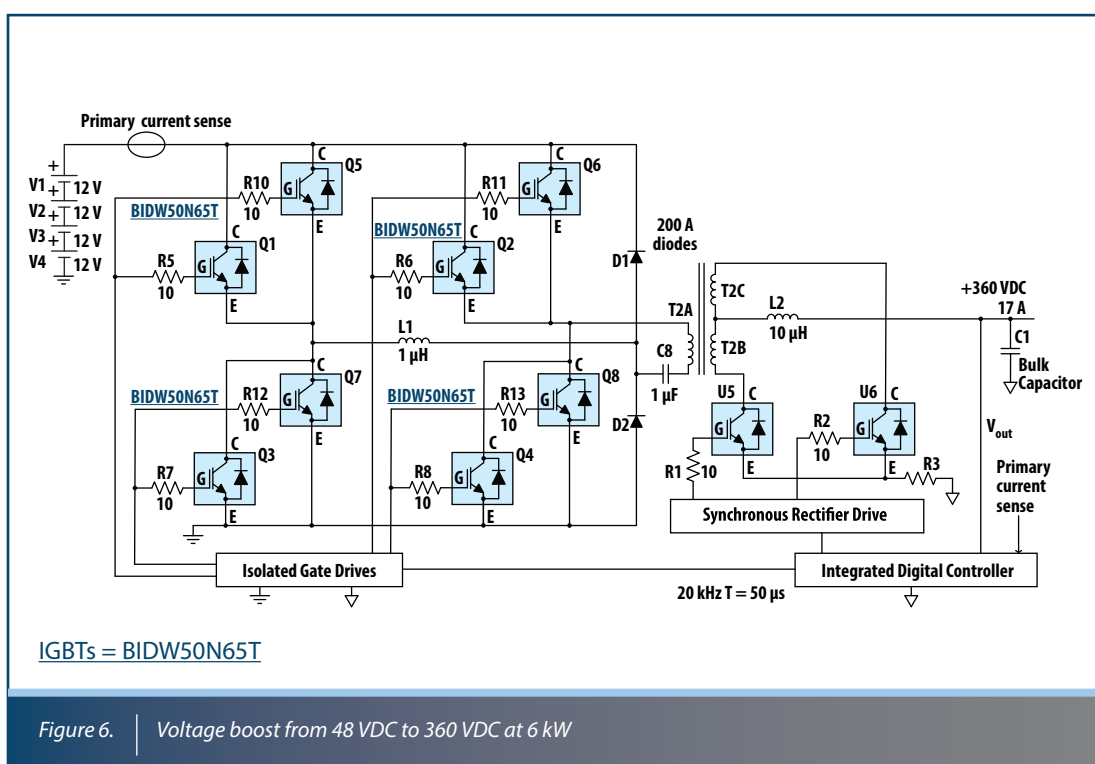 Primary current sense
+
V1
12 V
+
V2
12 V
V3
+
12 V
V4
12 V
BIDW50N65T
R10
10
G
C
E
Q5
R5
10
G
C
E
Q1
R11
10
G
C
E
Q6
BIDW50N65T
R6
10
G
C
E
Q2
200 A
diodes
D1
L1
1 µH
T2A
T2C
T2B
C8
1 µF
L2
10 µH
+360 VDC
17 A
C1
Bulk
Capacitor
BIDW50N65T
R12
10
G
C
E
Q7
R7
10
G
C
E
Q3
BIDW50N65T
R13
10
G
C
E
Q8
R8
10
G
C
E
Q4
D2
U5
C
G
E
R1
10
U6
C
R2
10
G
E
R3
Vout
Primary
current
sense
Synchronous Rectifier Drive
Isolated Gate Drives
Integrated Digital Controller
20 kHz T = 50 µs
IGBTs = BIDW50N65T
Figure 6. Voltage boost from 48 VDC to 360 VDC at 6 kW